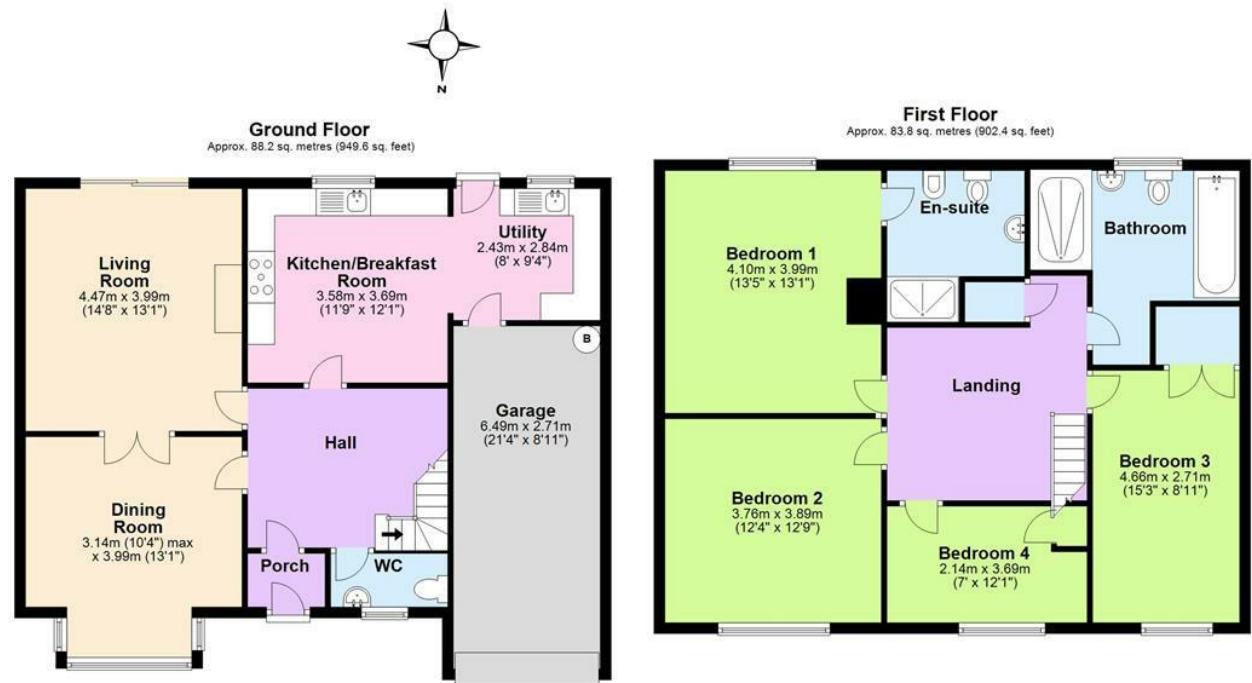 N
Ground Floor
Approx. 88.2 sq. metres (949.6 sq. feet)
Living
Room
4.47m x 3.99m
(14'8" x 13'1")
Kitchen/Breakfast
Room
3.58m x 3.69m
(11'9" x 12'1")
Utility
2.43m x 2.84m
(8' x 9'4")
B
Garage
6.49m x 2.71m
(21'4" x 8'11")
Hall
Dining
Room
3.14m (10'4") max
x 3.99m (13'1")
Porch
WC
First Floor
Approx. 83.8 sq. metres (902.4 sq. feet)
Bedroom 1
4.10m x 3.99m
(13'5" x 13'1")
En-suite
Bathroom
Landing
Bedroom 2
3.76m x 3.89m
(12'4" x 12'9")
Bedroom 3
4.66m x 2.71m
(15'3" x 8'11")
Bedroom 4
2.14m x 3.69m
(7' x 12'1")